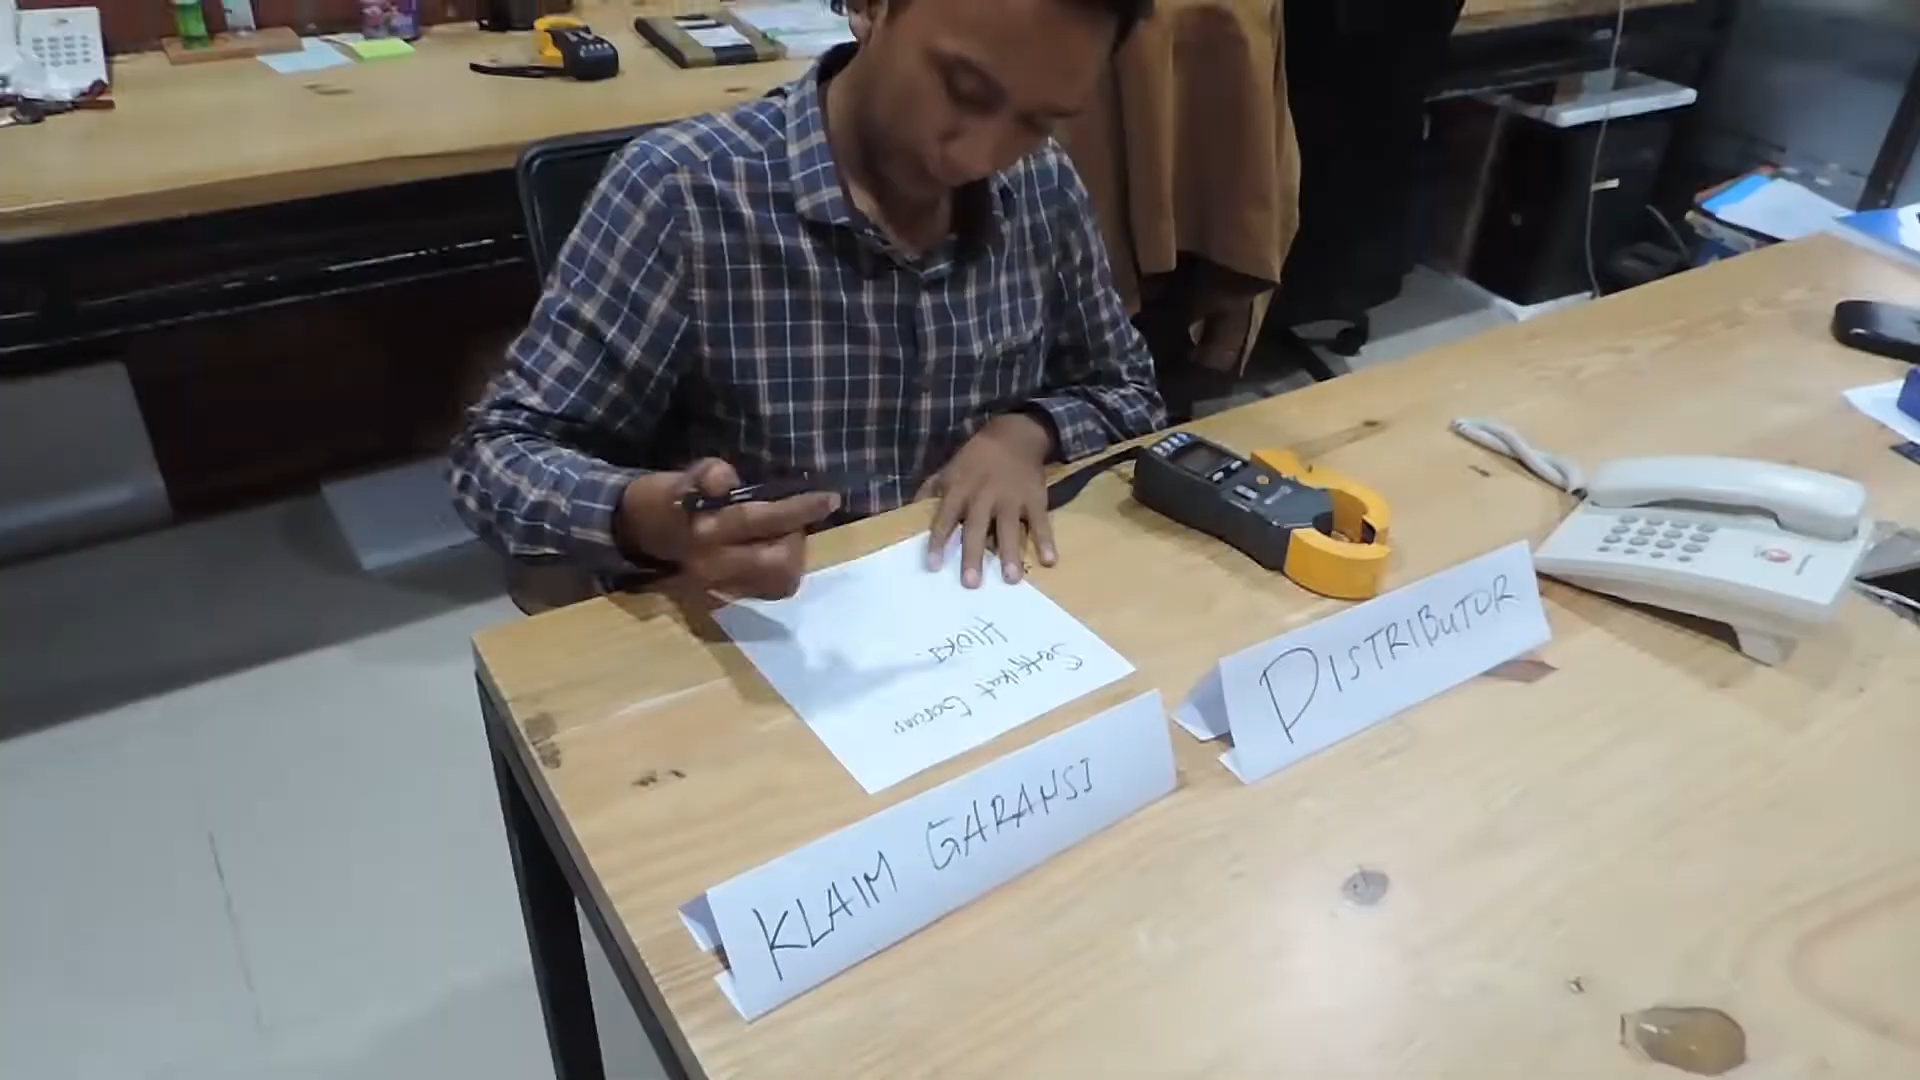 Sertifikat Garansi
HIOKI.
KLAIM GARANSI
DISTRIBUTOR